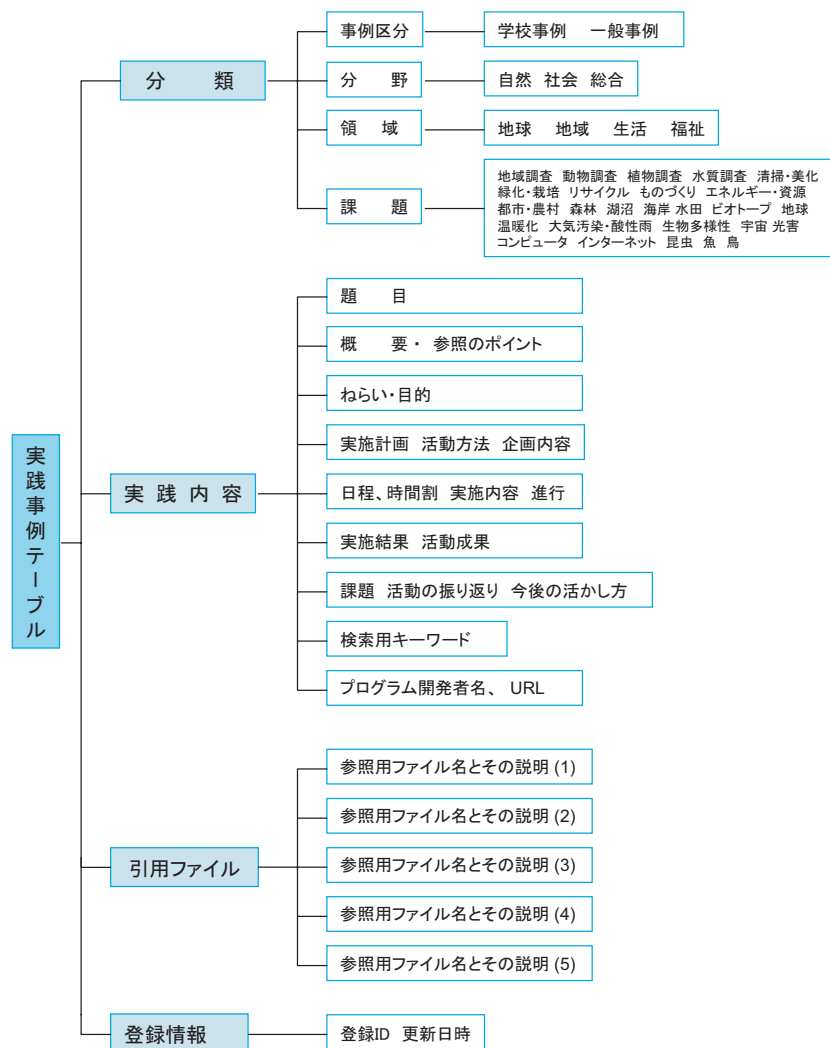 実践事例テーブル
分　　類
事例区分
学校事例　一般事例
分　　野
自然　社会　総合
領　域
地球　地域　生活　福祉
課　　題
地域調査　動物調査　植物調査　水質調査　清掃・美化
緑化・栽培　リサイクル　ものづくり　エネルギー・資源
都市・農村　森林　湖沼　海岸 水田　ビオトープ　地球
温暖化　大気汚染・酸性雨　生物多様性　宇宙 光害
コンピュータ　インターネット　昆虫　魚　鳥
実 践 内 容
題　　目
概　　要・　参照のポイント
ねらい・目的
実施計画　活動方法　企画内容
日程、時間割　実施内容　進行
実施結果　活動成果
課題　活動の振り返り　今後の活かし方
検索用キーワード
プログラム開発者名、　URL
引用ファイル
参照用ファイル名とその説明 (1)
参照用ファイル名とその説明 (2)
参照用ファイル名とその説明 (3)
参照用ファイル名とその説明 (4)
参照用ファイル名とその説明 (5)
登録情報
登録ID　更新日時